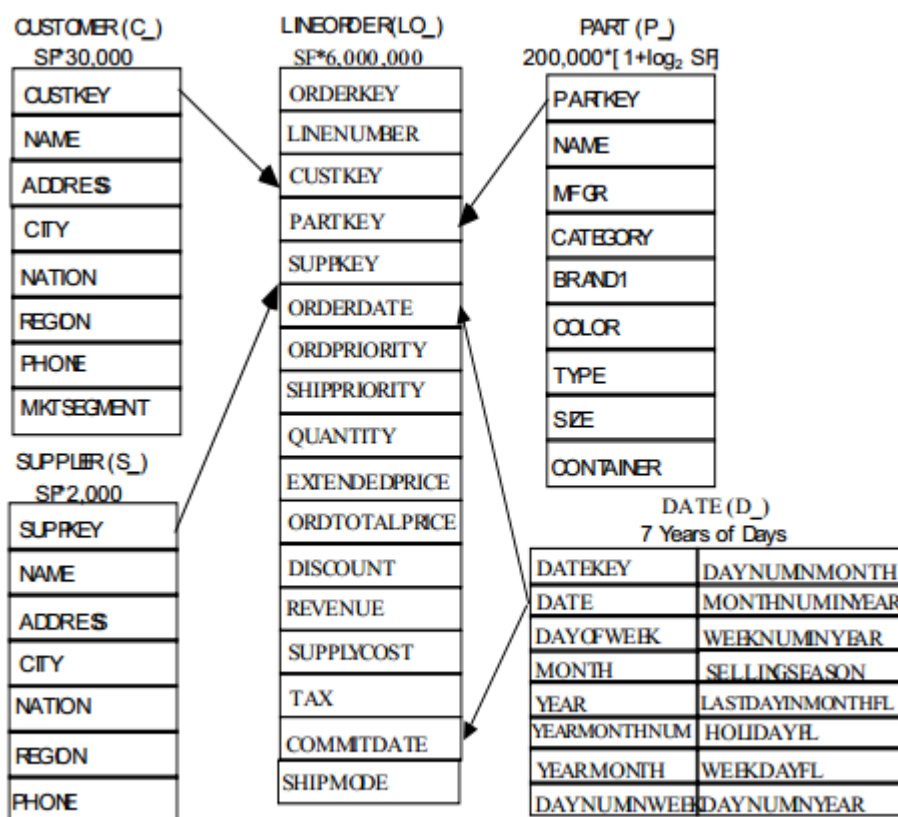 CUSTOMER (C_)
SF*30,000
CUSTKEY
NAME
ADDRESS
CITY
NATION
REGION
PHONE
MKTSEGMENT
SUPPLIER (S_)
SF*2,000
SUPPKEY
NAME
ADDRESS
CITY
NATION
REGION
PHONE
LINEORDER(LO_)
SF*6,000,000
ORDERKEY
LINENUMBER
CUSTKEY
PARTKEY
SUPPKEY
ORDERDATE
ORDPRIORITY
SHIPPRIORITY
QUANTITY
EXTENDEDPRICE
ORDTOTALPRICE
DISCOUNT
REVENUE
SUPPLYCOST
TAX
COMMITDATE
SHIPMODE
PART (P_)
200,000*[1+log₂ SF]
PARTKEY
NAME
MFGR
CATEGORY
BRAND1
COLOR
TYPE
SIZE
CONTAINER
DATE (D_)
7 Years of Days
DATEKEY DAYNUMINMONTH
DATE MONTHNUMINYEAR
DAYOFWEEK WEEKNUMINYEAR
MONTH SELLINGSEASON
YEAR LASTDAYINMONTHFL
YEARMONTHNUM HOLIDAYFL
YEARMONTH WEEKDAYFL
DAYNUMINWEEK DAYNUMINYEAR